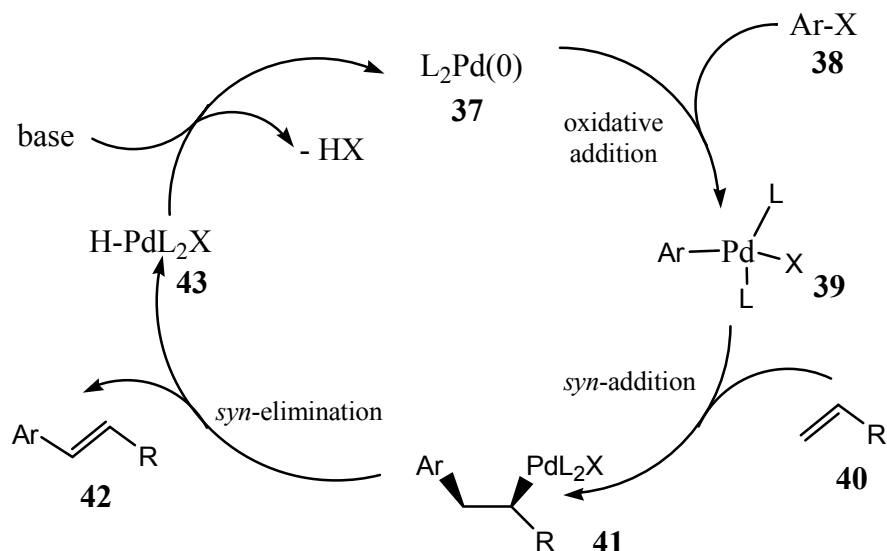 Ar-X
38
L₂Pd(0)
37
oxidative
addition
base
- HX
H-PdL₂X
43
L
Ar Pd X
L
39
syn-addition
syn-elimination
R
40
Ar
R
42
Ar PdL₂X
R
41